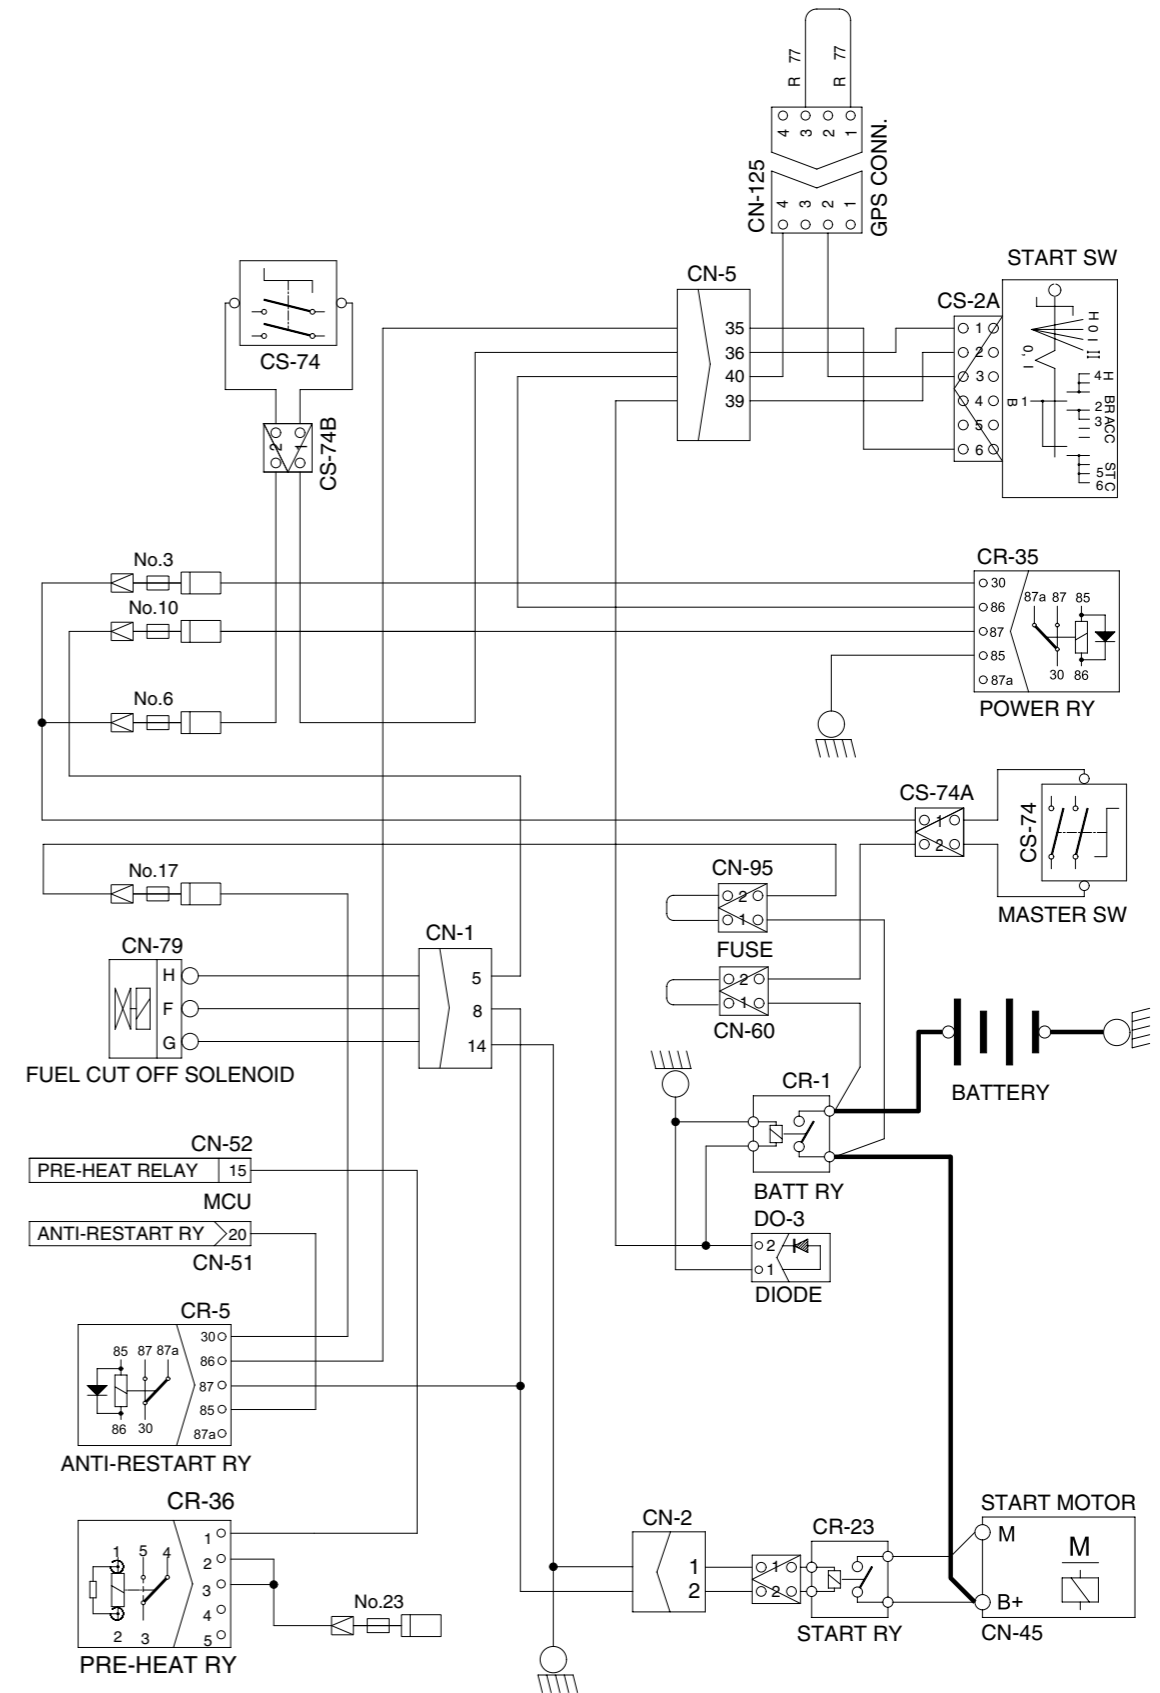 R 77
R 77
4 3 2 1
GPS CONN.
CN-125
4 3 2 1
START SW
CN-5
CS-2A
35
36
40
39
1
2
3
4
5
6
H O I II
O, I
B 1
4 H
BR
2
ACC
3
ST
5
C
6
CS-74
2 1
CS-74B
No.3
No.10
No.6
CR-35
30
86
87
85
87a
87a 87 85
30 86
POWER RY
CS-74A
1
2
CS-74
MASTER SW
No.17
CN-95
2
1
FUSE
CN-79
H
F
G
FUEL CUT OFF SOLENOID
CN-1
5
8
14
2
1
CN-60
BATTERY
CR-1
BATT RY
CN-52
PRE-HEAT RELAY 15
MCU
ANTI-RESTART RY 20
CN-51
DO-3
2
1
DIODE
CR-5
85 87 87a
86 30
30
86
87
85
87a
ANTI-RESTART RY
CR-36
1 5 4
2 3
1
2
3
4
5
PRE-HEAT RY
No.23
CN-2
1
2
1
2
CR-23
START RY
START MOTOR
M
M
B+
CN-45